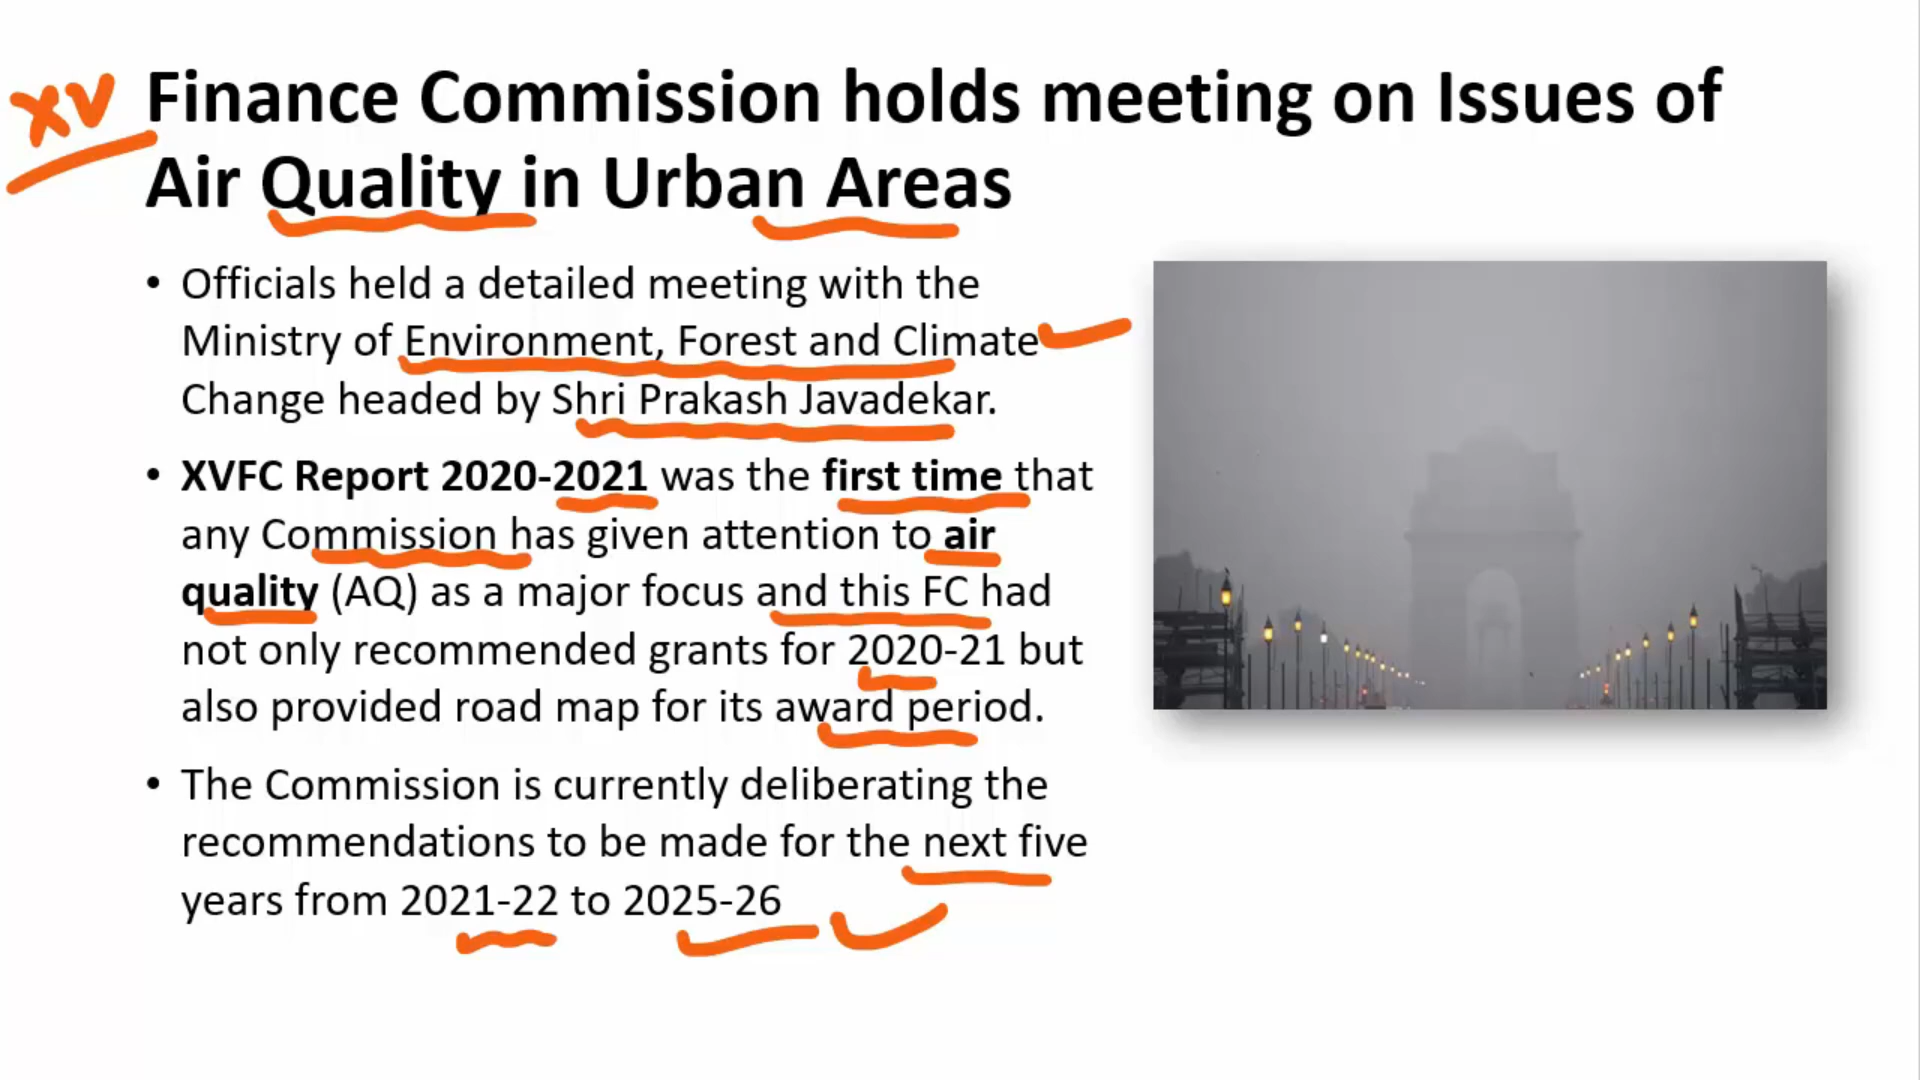 XV Finance Commission holds meeting on Issues of
Air Quality in Urban Areas
• Officials held a detailed meeting with the
Ministry of Environment, Forest and Climate
Change headed by Shri Prakash Javadekar.
• XVFC Report 2020-2021 was the first time that
any Commission has given attention to air
quality (AQ) as a major focus and this FC had
not only recommended grants for 2020-21 but
also provided road map for its award period.
• The Commission is currently deliberating the
recommendations to be made for the next five
years from 2021-22 to 2025-26